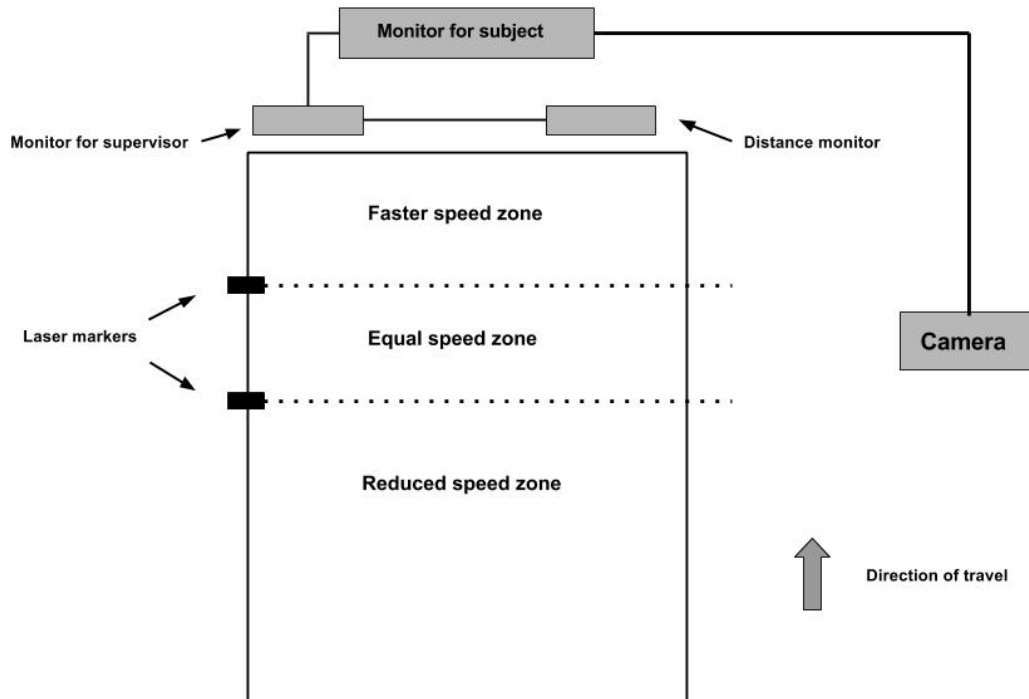 Monitor for subject
Monitor for supervisor
Distance monitor
Faster speed zone
Laser markers
Equal speed zone
Camera
Reduced speed zone
Direction of travel